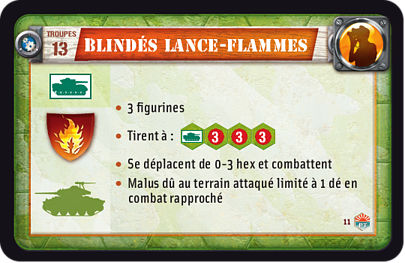 TROUPES
13
BLINDÉS LANCE-FLAMMES
3 figurines
Tirent à : 3 3 3
Se déplacent de 0-3 hex et combattent
Malus dû au terrain attaqué limité à 1 dé en
combat rapproché
11